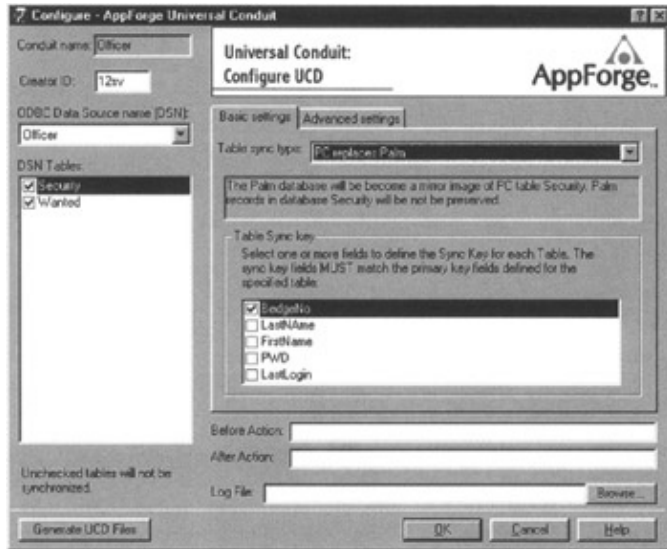 Configure - AppForge Universal Conduit
Conduit name: Officer
Creator ID: 12sv
ODBC Data Source name (DSN):
Officer
DSN Tables:
Security
Wanted
Unchecked tables will not be
synchronized.
Generate UCD Files
Universal Conduit:
Configure UCD
AppForge
Basic settings
Advanced settings
Table sync type: PC replaces Palm
The Palm database will be become a mirror image of PC table Security. Palm
records in database Security will be not be preserved.
Table Sync key
Select one or more fields to define the Sync Key for each Table. The
sync key fields MUST match the primary key fields defined for the
specified table.
BadgeNo
LastNAme
FirstName
PWD
LastLogin
Before Action:
After Action:
Log File:
Browse...
OK
Cancel
Help